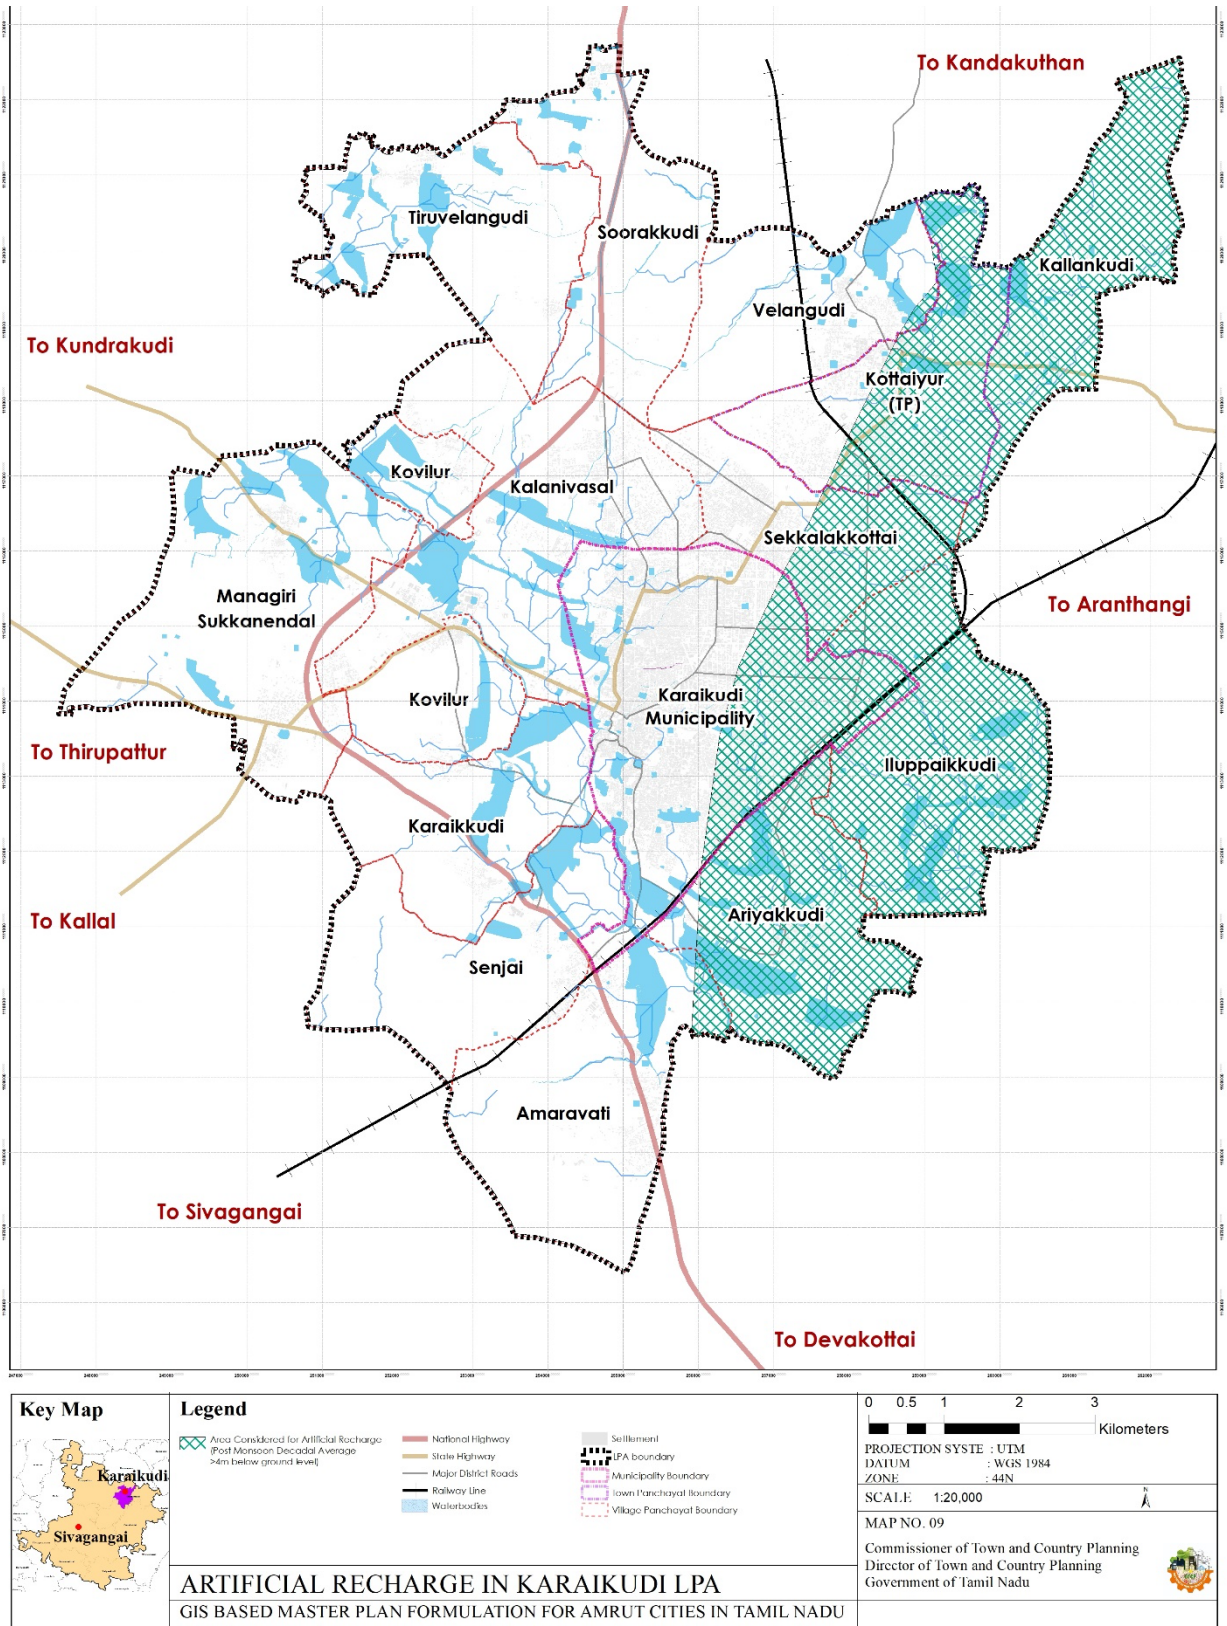 To Kandakuthan
Tiruvelangudi
Soorakkudi
Kallankudi
Velangudi
To Kundrakudi
Kottaiyur
(TP)
Kovilur
Kalanivasal
Sekkalakkottai
Managiri
Sukkanendal
To Aranthangi
Kovilur
Karaikudi
Municipality
To Thirupattur
Iluppaikkudi
Karaikkudi
To Kallal
Ariyakkudi
Senjai
Amaravati
To Sivagangai
To Devakottai
Key Map
Karaikudi
Sivagangai
Legend
Area Considered for Artificial Recharge
(Post Monsoon Decadal Average
>4m below ground level)
National Highway
State Highway
Major District Roads
Railway Line
Waterbodies
Settlement
LPA boundary
Municipality Boundary
Town Panchayat Boundary
Village Panchayat Boundary
0 0.5 1 2 3
Kilometers
PROJECTION SYSTE : UTM
DATUM : WGS 1984
ZONE : 44N
SCALE 1:20,000
N
MAP NO. 09
Commissioner of Town and Country Planning
Director of Town and Country Planning
Government of Tamil Nadu
ARTIFICIAL RECHARGE IN KARAIKUDI LPA
GIS BASED MASTER PLAN FORMULATION FOR AMRUT CITIES IN TAMIL NADU